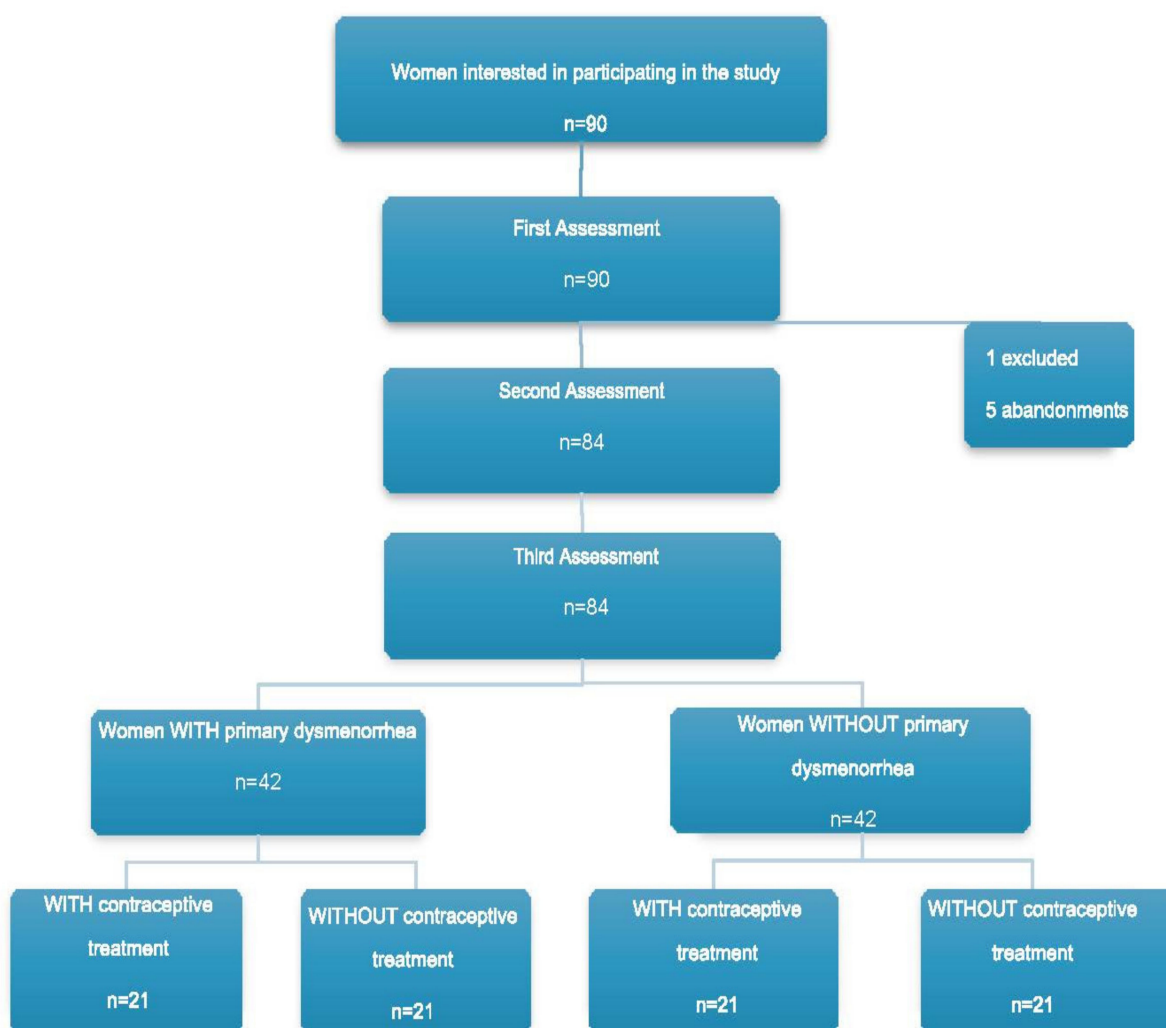 Women interested in participating in the study
n=90
First Assessment
n=90
1 excluded
5 abandonments
Second Assessment
n=84
Third Assessment
n=84
Women WITH primary dysmenorrhea
n=42
Women WITHOUT primary
dysmenorrhea
n=42
WITH contraceptive
treatment
n=21
WITHOUT contraceptive
treatment
n=21
WITH contraceptive
treatment
n=21
WITHOUT contraceptive
treatment
n=21